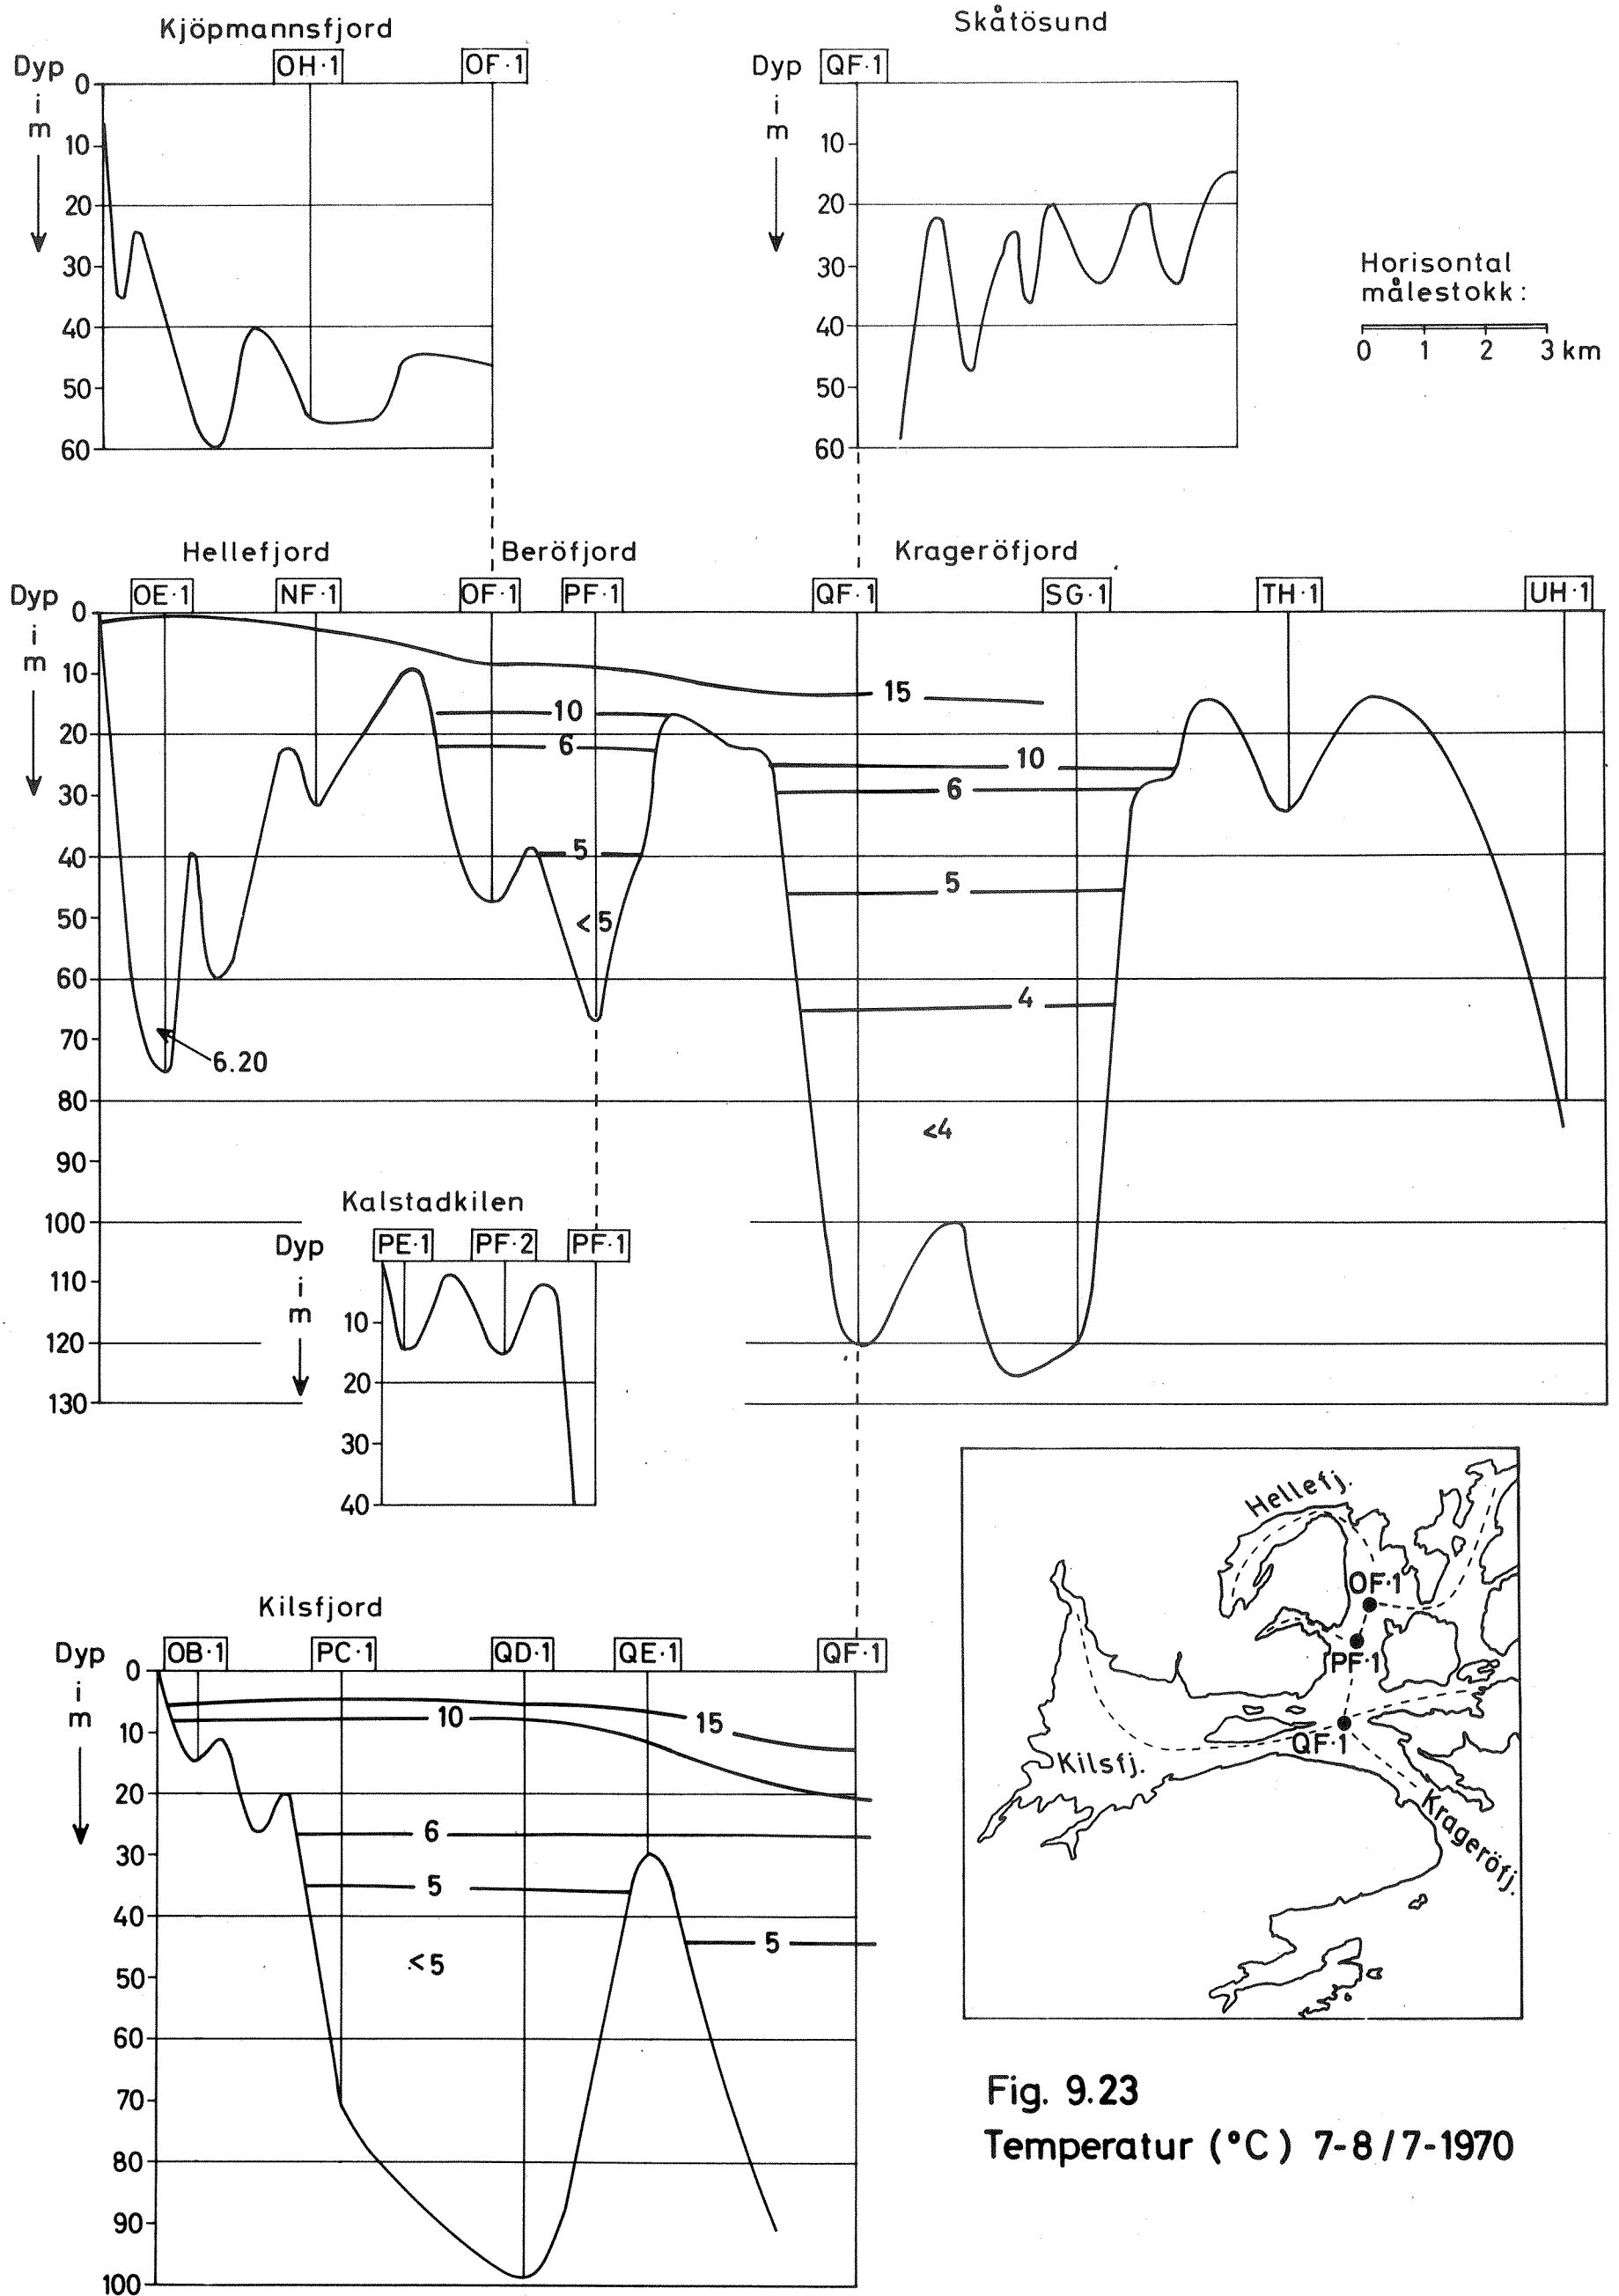 Kjöpmannsfjord
OH·1 OF·1
Dyp
i
m
0
10
20
30
40
50
60
Skåtösund
QF·1
Dyp
i
m
10
20
30
40
50
60
Horisontal
målestokk:
0 1 2 3 km
Hellefjord Beröfjord Krageröfjord
Dyp OE·1 NF·1 OF·1 PF·1 QF·1 SG·1 TH·1 UH·1
i
m
0
10
20
30
40
50
60
70
80
90
100
110
120
130
15
10
6
5
<5
6.20
10
6
5
4
<4
Kalstadkilen
Dyp PE·1 PF·2 PF·1
i
m
10
20
30
40
Kilsfjord
Dyp OB·1 PC·1 QD·1 QE·1 QF·1
i
m
0
10
20
30
40
50
60
70
80
90
100
15
10
6
5
<5
5
Hellefj.
OF·1
PF·1
QF·1
Kilsfj.
Krageröfj.
Fig. 9.23
Temperatur (°C) 7-8/7-1970